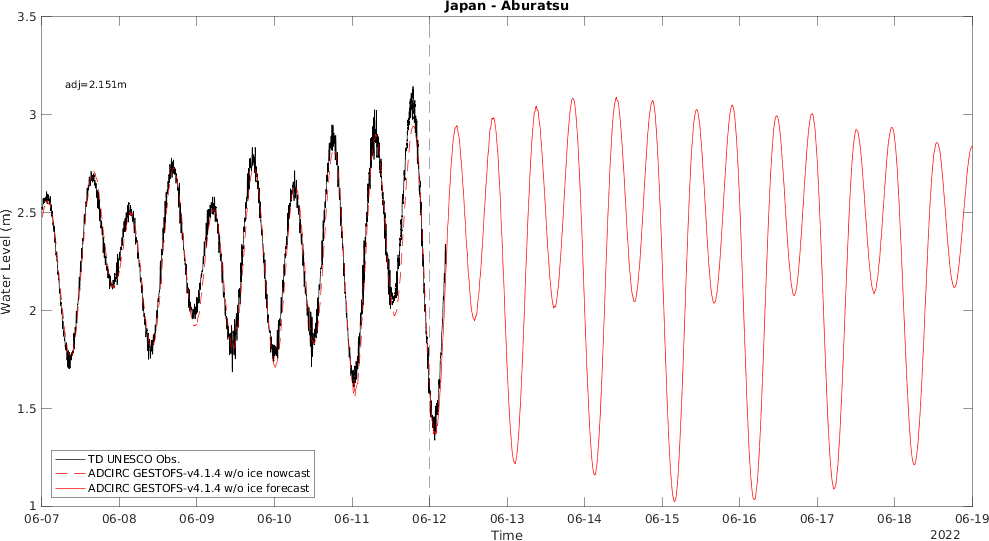 Japan - Aburatsu
3.5
3
2.5
2
1.5
1
Water Level (m)
adj=2.151m
TD UNESCO Obs.
ADCIRC GESTOFS-v4.1.4 w/o ice nowcast
ADCIRC GESTOFS-v4.1.4 w/o ice forecast
06-07 06-08 06-09 06-10 06-11 06-12 06-13 06-14 06-15 06-16 06-17 06-18 06-19
Time
2022